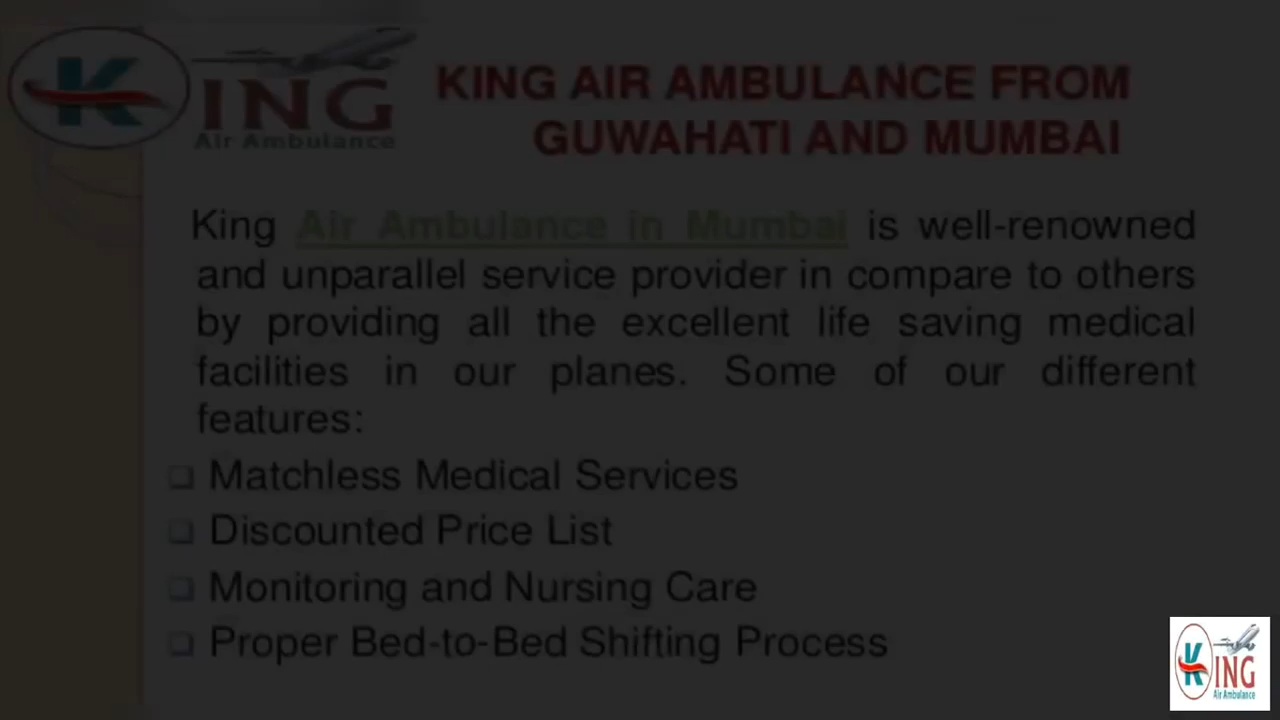 KING
Air Ambulance
KING AIR AMBULANCE FROM
GUWAHATI AND MUMBAI
King Air Ambulance in Mumbai is well-renowned
and unparallel service provider in compare to others
by providing all the excellent life saving medical
facilities in our planes. Some of our different
features:
Matchless Medical Services
Discounted Price List
Monitoring and Nursing Care
Proper Bed-to-Bed Shifting Process
KING
Air Ambulance